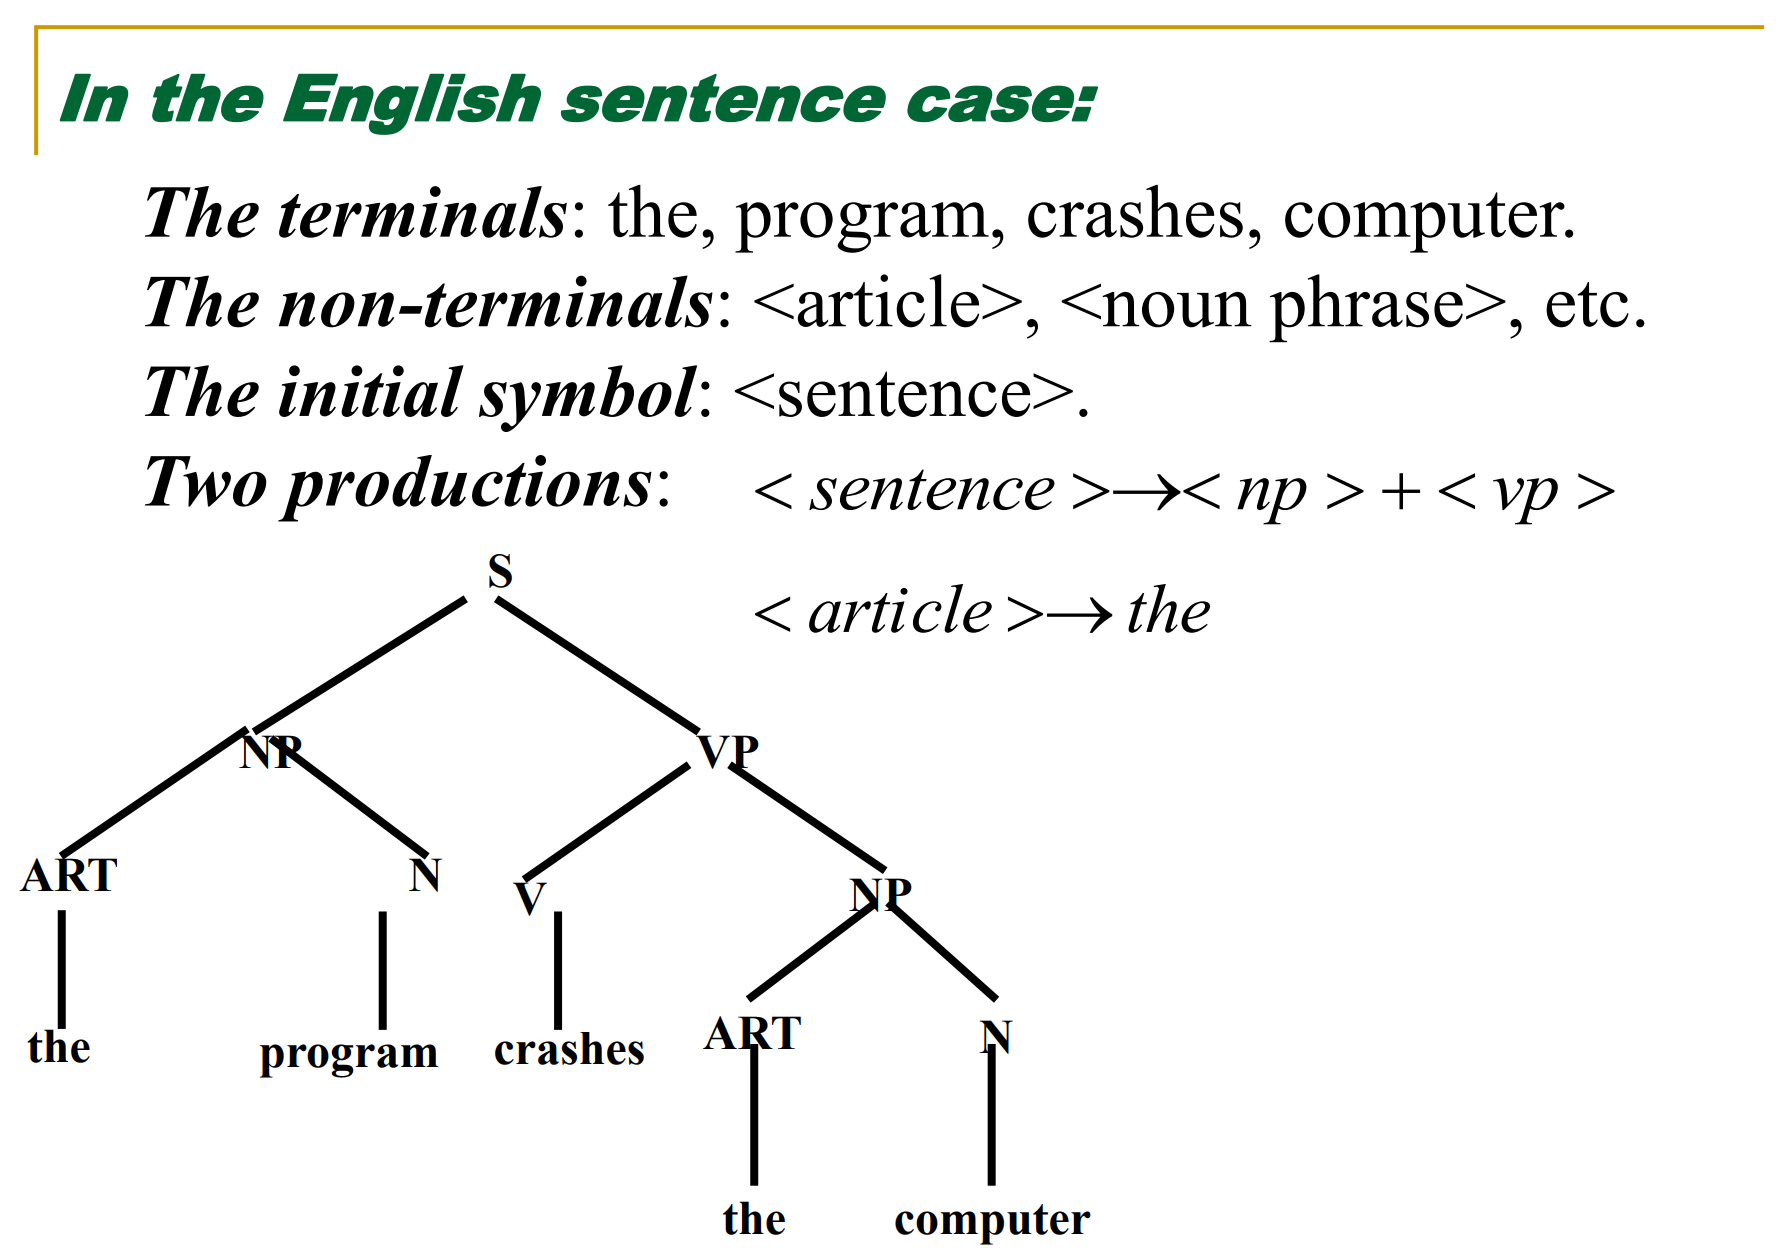 In the English sentence case:
The terminals: the, program, crashes, computer.
The non-terminals: <article>, <noun phrase>, etc.
The initial symbol: <sentence>.
Two productions: < sentence >→< np > + < vp >
< article >→ the
S
NP VP
ART N V NP
the program crashes ART N
the computer